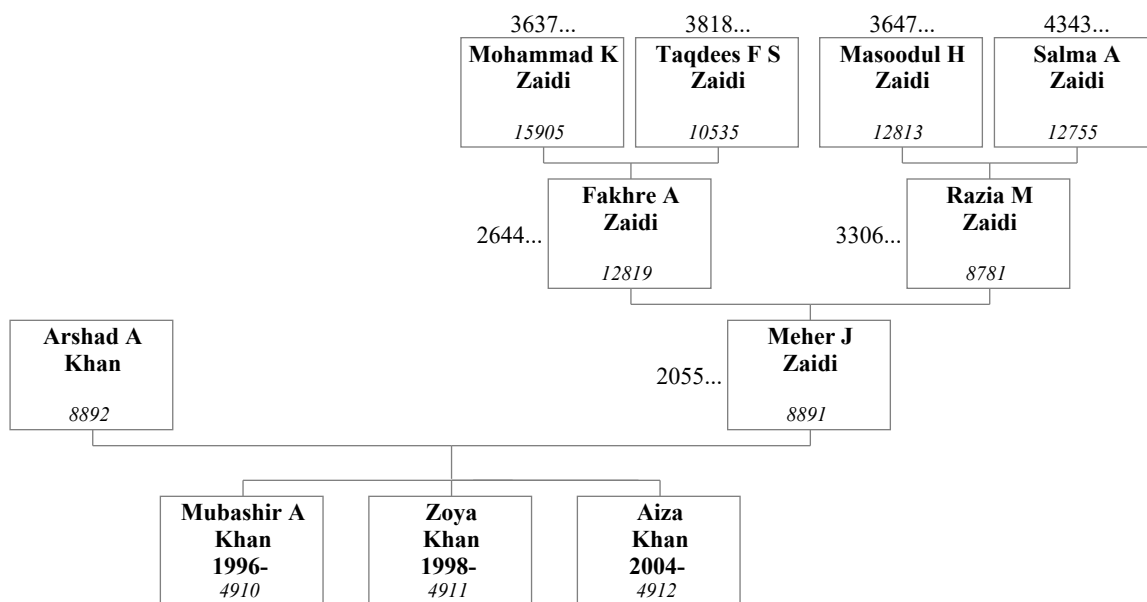 3637...
3818...
3647...
4343...
Mohammad K
Zaidi
15905
Taqdees F S
Zaidi
10535
Masoodul H
Zaidi
12813
Salma A
Zaidi
12755
2644...
Fakhre A
Zaidi
12819
3306...
Razia M
Zaidi
8781
Arshad A
Khan
8892
2055...
Meher J
Zaidi
8891
Mubashir A
Khan
1996-
4910
Zoya
Khan
1998-
4911
Aiza
Khan
2004-
4912